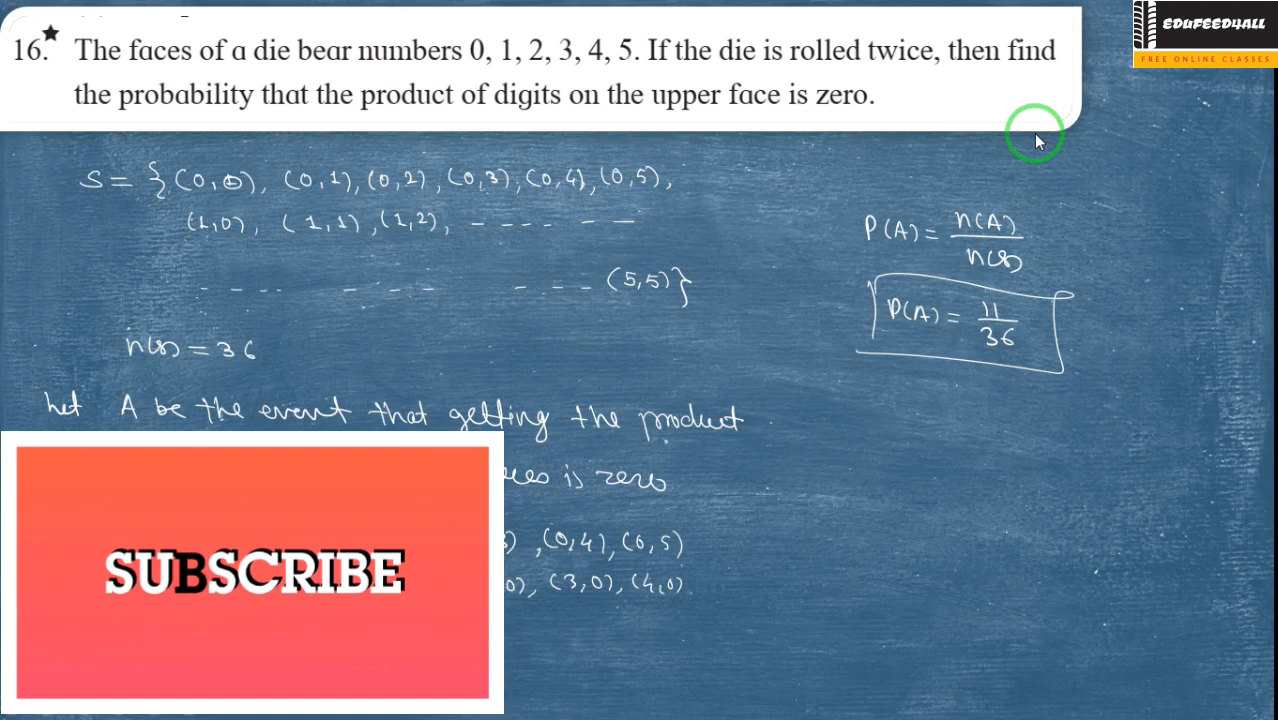 EDUFEED4ALL
FREE ONLINE CLASSES
16.★ The faces of a die bear numbers 0, 1, 2, 3, 4, 5. If the die is rolled twice, then find
the probability that the product of digits on the upper face is zero.
S = {(0,0), (0,1), (0,2), (0,3), (0,4), (0,5),
(1,0), (1,1), (1,2), - - - - - -
- - - - - - - - - - - - (5,5)}
n(S) = 36
Let A be the event that getting the product
is zero
, (0,4), (0,5)
0), (3,0), (4,0)
P(A) = n(A)/n(S)
P(A) = 11/36
SUBSCRIBE